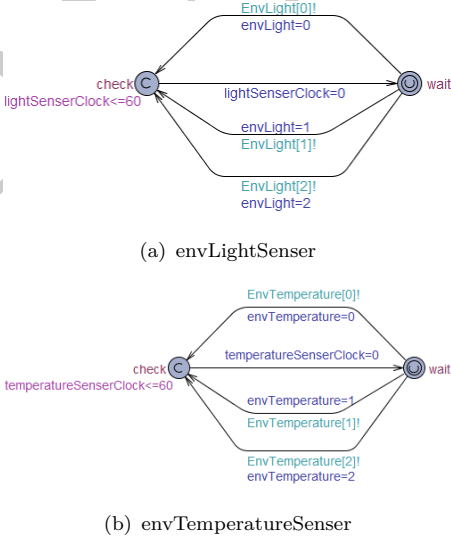 EnvLight[0]!
envLight=0
check
C
wait
lightSenserClock<=60
lightSenserClock=0
envLight=1
EnvLight[1]!
EnvLight[2]!
envLight=2
(a) envLightSenser
EnvTemperature[0]!
envTemperature=0
temperatureSenserClock=0
check
C
wait
temperatureSenserClock<=60
envTemperature=1
EnvTemperature[1]!
EnvTemperature[2]!
envTemperature=2
(b) envTemperatureSenser